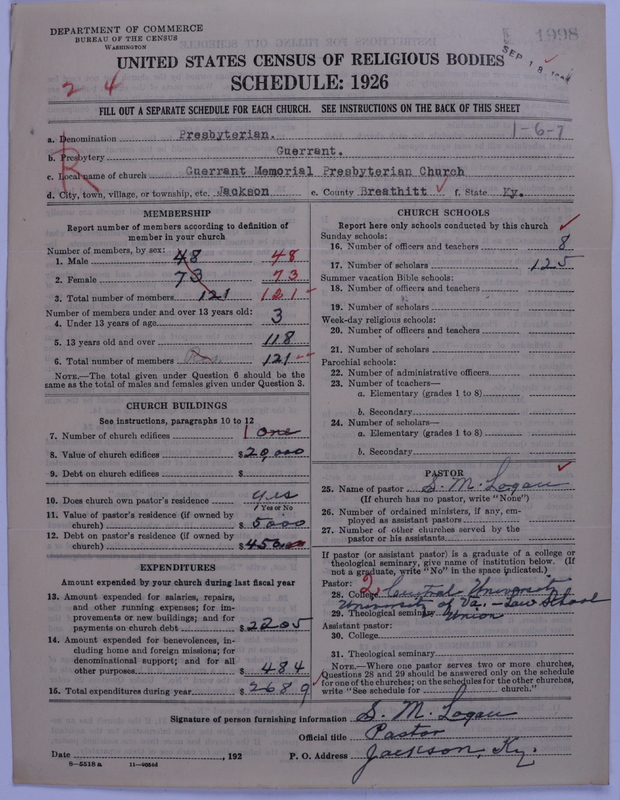 DEPARTMENT OF COMMERCE
BUREAU OF THE CENSUS
WASHINGTON
1998
SEP 18
UNITED STATES CENSUS OF RELIGIOUS BODIES
SCHEDULE: 1926
2 4
FILL OUT A SEPARATE SCHEDULE FOR EACH CHURCH. SEE INSTRUCTIONS ON THE BACK OF THIS SHEET
1-6-7
R
a. Denomination Presbyterian.
b. Presbytery Guerrant.
c. Local name of church Guerrant Memorial Presbyterian Church
d. City, town, village, or township, etc. Jackson e. County Breathitt f. State Ky.
MEMBERSHIP
Report number of members according to definition of member in your church
Number of members, by sex:
1. Male 48 48
2. Female 73 73
3. Total number of members 121 121
Number of members under and over 13 years old:
4. Under 13 years of age 3
5. 13 years old and over 118
6. Total number of members 121
NOTE.—The total given under Question 6 should be the
same as the total of males and females given under Question 3.
CHURCH BUILDINGS
See instructions, paragraphs 10 to 12
7. Number of church edifices 1 one
8. Value of church edifices $20,000
9. Debt on church edifices $
10. Does church own pastor's residence yes
Yes or No
11. Value of pastor's residence (if owned by
church) $5000
12. Debt on pastor's residence (if owned by
church) $450.00
EXPENDITURES
Amount expended by your church during last fiscal year
13. Amount expended for salaries, repairs,
and other running expenses; for im-
provements or new buildings; and for
payments on church debt $2205
14. Amount expended for benevolences, in-
cluding home and foreign missions; for
denominational support; and for all
other purposes $484
15. Total expenditures during year $2689
CHURCH SCHOOLS
Report here only schools conducted by this church
Sunday schools:
16. Number of officers and teachers 8
17. Number of scholars 125
Summer vacation Bible schools:
18. Number of officers and teachers
19. Number of scholars
Week-day religious schools:
20. Number of officers and teachers
21. Number of scholars
Parochial schools:
22. Number of administrative officers
23. Number of teachers—
a. Elementary (grades 1 to 8)
b. Secondary
24. Number of scholars—
a. Elementary (grades 1 to 8)
b. Secondary
PASTOR
25. Name of pastor S. M. Logan
(If church has no pastor, write "None")
26. Number of ordained ministers, if any, em-
ployed as assistant pastors
27. Number of other churches served by the
pastor or his assistants
If pastor (or assistant pastor) is a graduate of a college or
theological seminary, give name of institution below. (If
not a graduate, write "No" in the space indicated.)
Pastor: 2
28. College Central University
University of Va. - Law School
29. Theological seminary Union
Assistant pastor:
30. College
31. Theological seminary
NOTE.—Where one pastor serves two or more churches,
Questions 28 and 29 should be answered only on the schedule
for one of the churches; on the schedules for the other churches,
write "See schedule for church."
Signature of person furnishing information S. M. Logan
Official title Pastor
Date , 192 P. O. Address Jackson, Ky.
8—5518 a